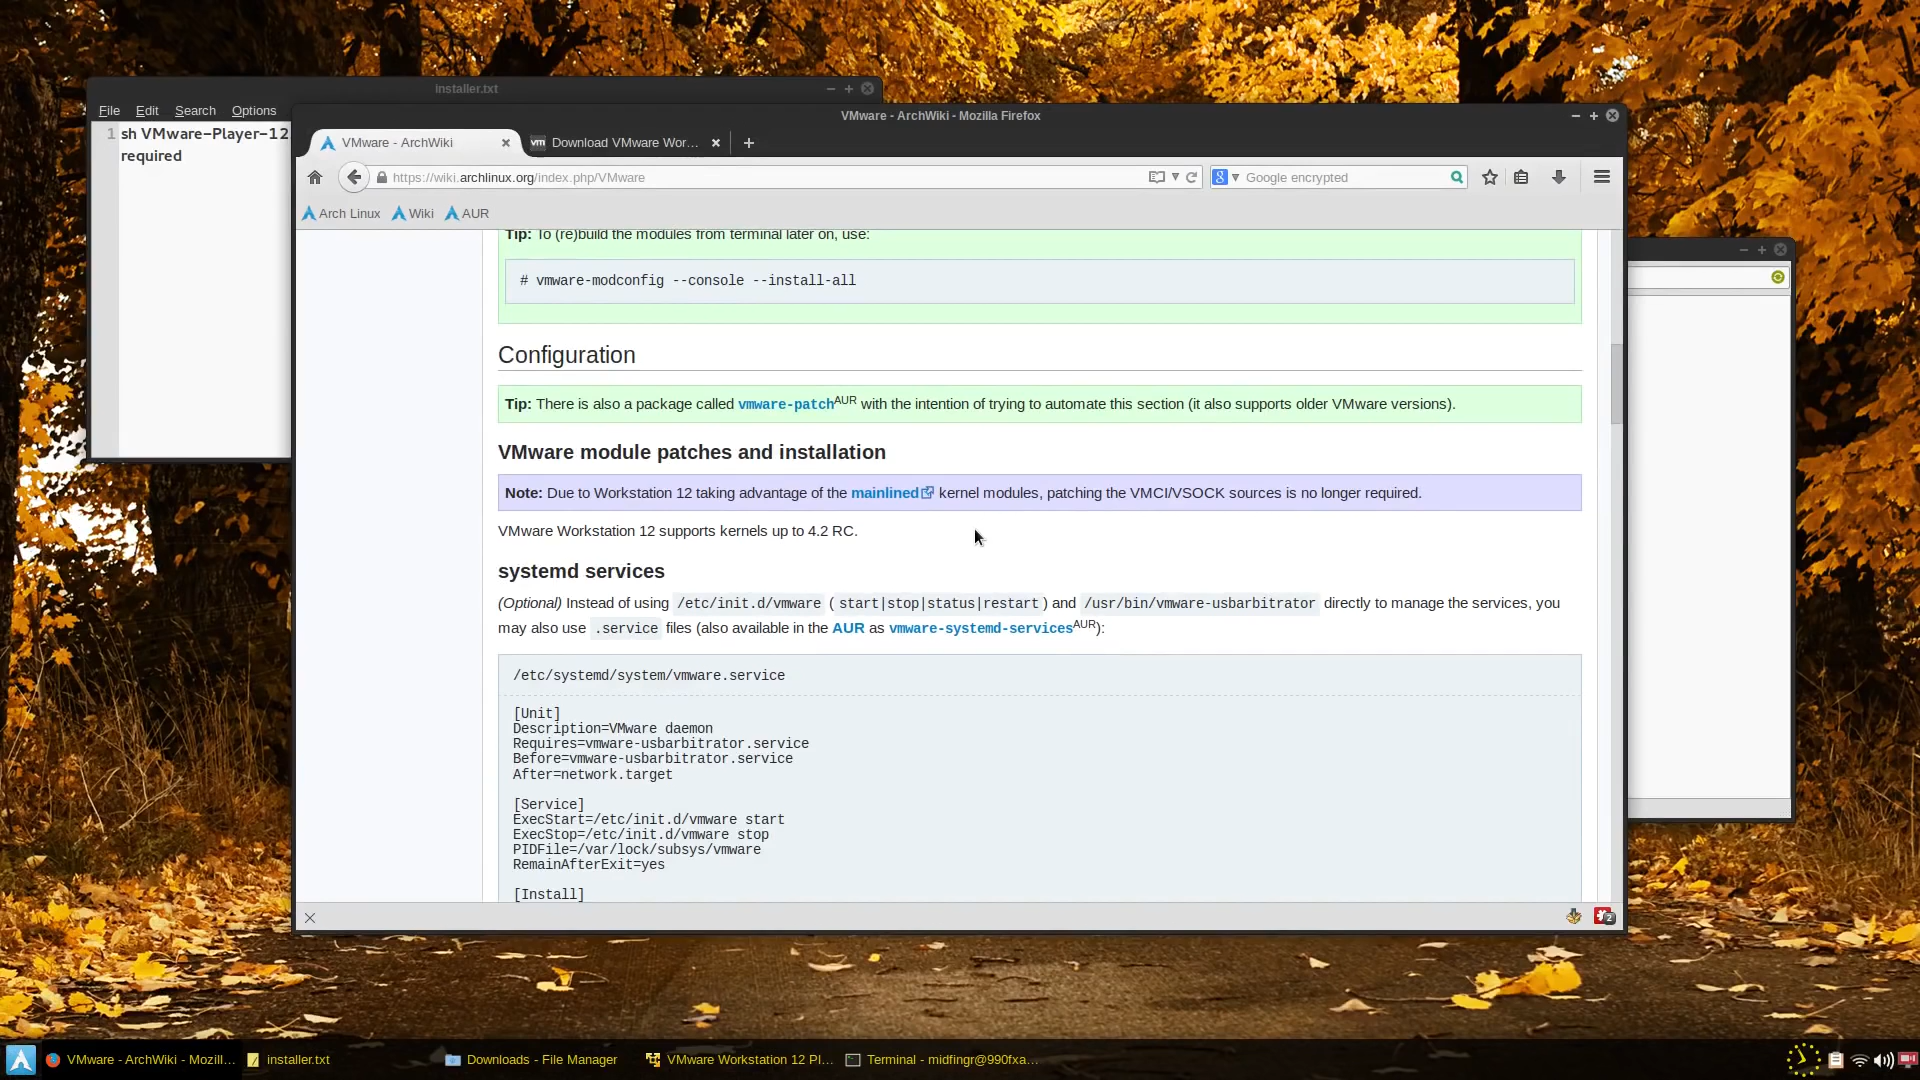 installer.txt
File Edit Search Options
1 sh VMware-Player-12
required
VMware - ArchWiki - Mozilla Firefox
VMware - ArchWiki
vm Download VMware Wor...
https://wiki.archlinux.org/index.php/VMware
8 Google encrypted
Arch Linux Wiki AUR
Tip: To (re)build the modules from terminal later on, use:
# vmware-modconfig --console --install-all
Configuration
Tip: There is also a package called vmware-patchAUR with the intention of trying to automate this section (it also supports older VMware versions).
VMware module patches and installation
Note: Due to Workstation 12 taking advantage of the mainlined kernel modules, patching the VMCI/VSOCK sources is no longer required.
VMware Workstation 12 supports kernels up to 4.2 RC.
systemd services
(Optional) Instead of using /etc/init.d/vmware ( start|stop|status|restart ) and /usr/bin/vmware-usbarbitrator directly to manage the services, you
may also use .service files (also available in the AUR as vmware-systemd-servicesAUR):
/etc/systemd/system/vmware.service
[Unit]
Description=VMware daemon
Requires=vmware-usbarbitrator.service
Before=vmware-usbarbitrator.service
After=network.target
[Service]
ExecStart=/etc/init.d/vmware start
ExecStop=/etc/init.d/vmware stop
PIDFile=/var/lock/subsys/vmware
RemainAfterExit=yes
[Install]
2
VMware - ArchWiki - Mozill... installer.txt Downloads - File Manager VMware Workstation 12 Pl... Terminal - midfingr@990fxa...